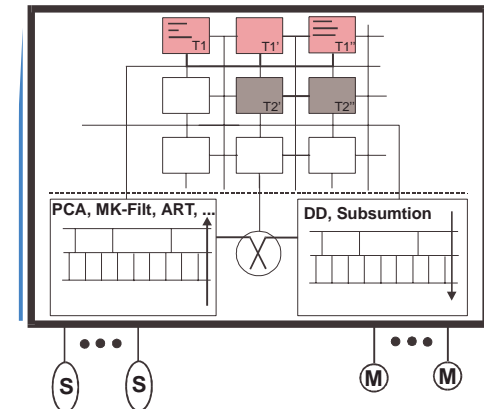 T1 T1' T1''
T2' T2''
PCA, MK-Filt, ART, ... DD, Subsumtion
S S M M